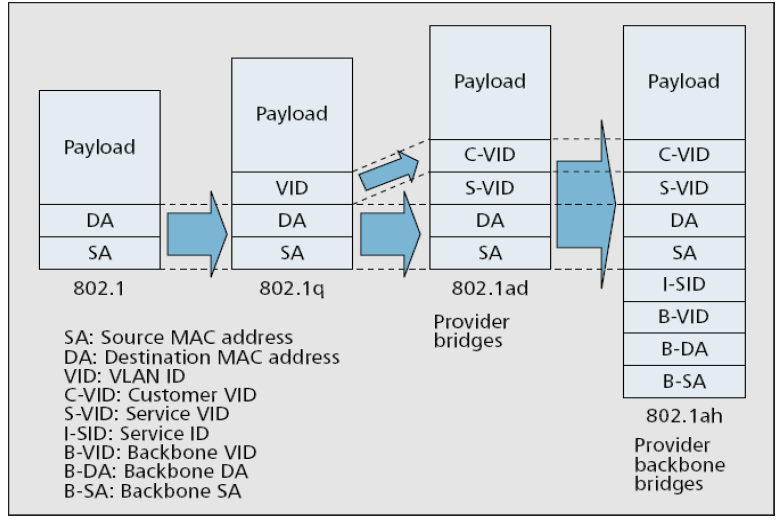 Payload
DA
SA
802.1
Payload
VID
DA
SA
802.1q
Payload
C-VID
S-VID
DA
SA
802.1ad
Provider
bridges
Payload
C-VID
S-VID
DA
SA
I-SID
B-VID
B-DA
B-SA
802.1ah
Provider
backbone
bridges
SA: Source MAC address
DA: Destination MAC address
VID: VLAN ID
C-VID: Customer VID
S-VID: Service VID
I-SID: Service ID
B-VID: Backbone VID
B-DA: Backbone DA
B-SA: Backbone SA